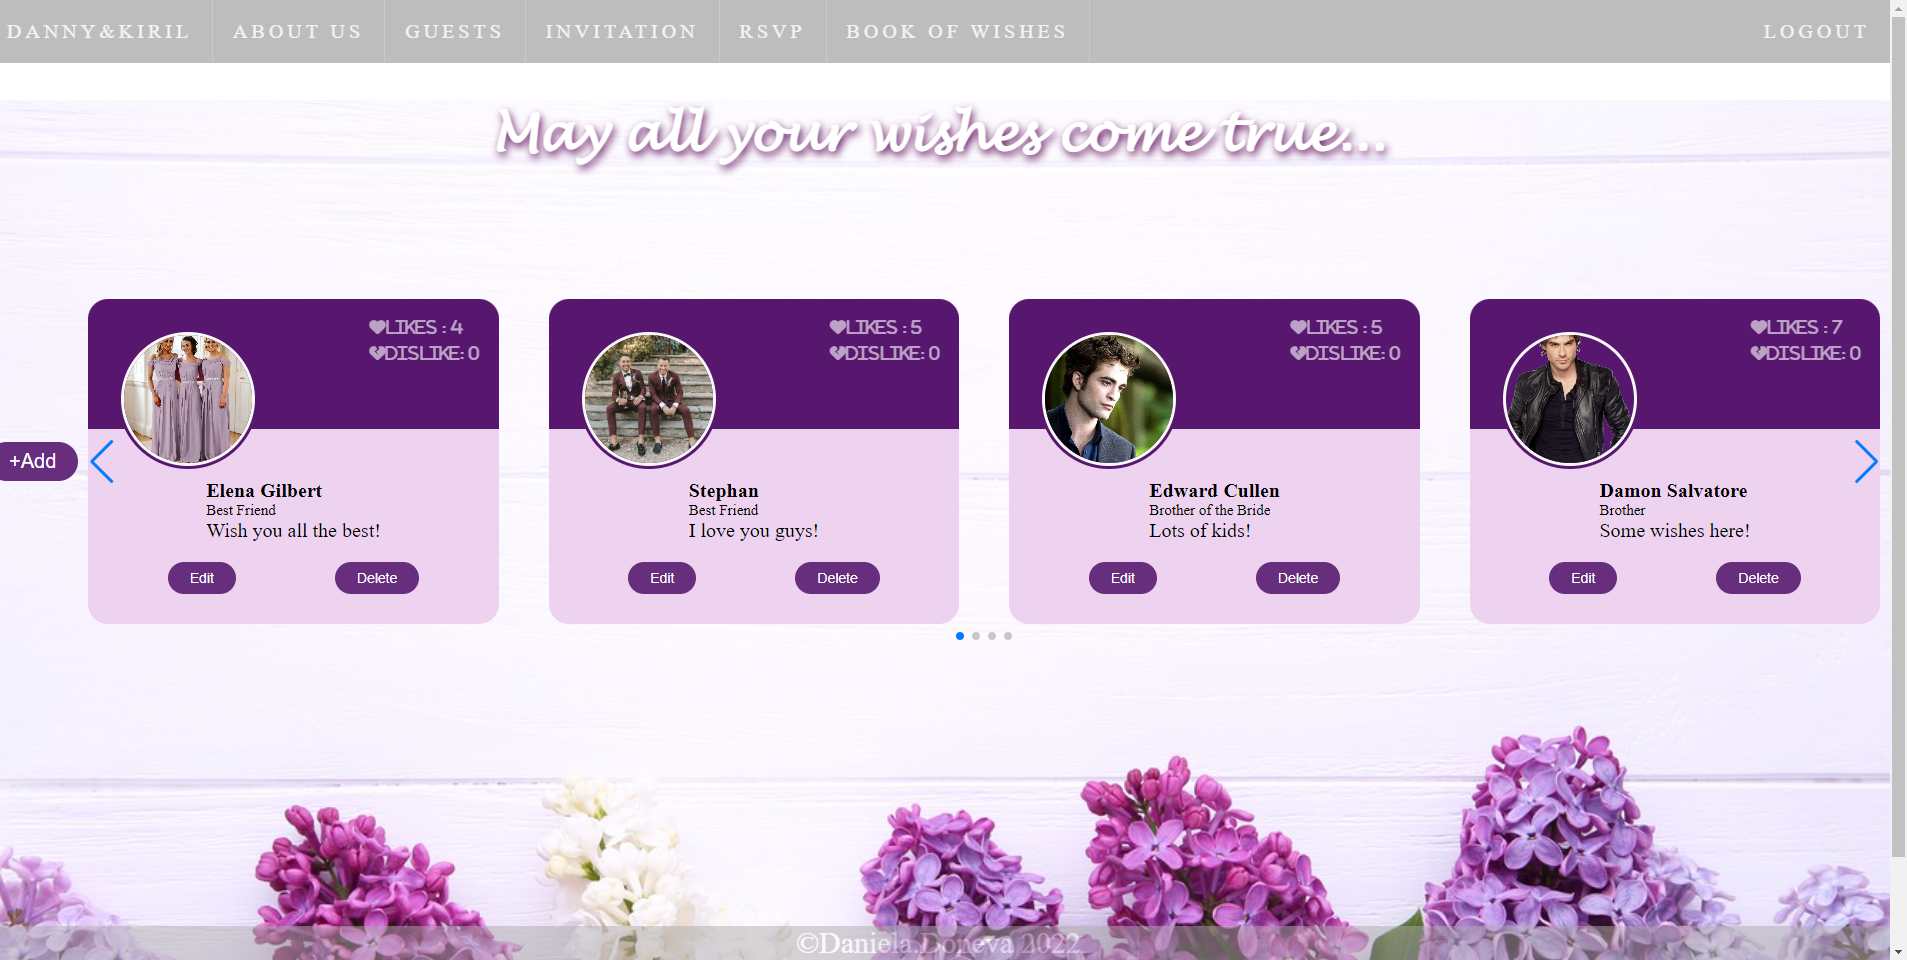 DANNY&KIRIL ABOUT US GUESTS INVITATION RSVP BOOK OF WISHES LOGOUT
May all your wishes come true...
LIKES : 4
DISLIKE: 0
Elena Gilbert
Best Friend
Wish you all the best!
Edit Delete
LIKES : 5
DISLIKE: 0
Stephan
Best Friend
I love you guys!
Edit Delete
LIKES : 5
DISLIKE: 0
Edward Cullen
Brother of the Bride
Lots of kids!
Edit Delete
LIKES : 7
DISLIKE: 0
Damon Salvatore
Brother
Some wishes here!
Edit Delete
+Add
©Daniela.Doneva 2022